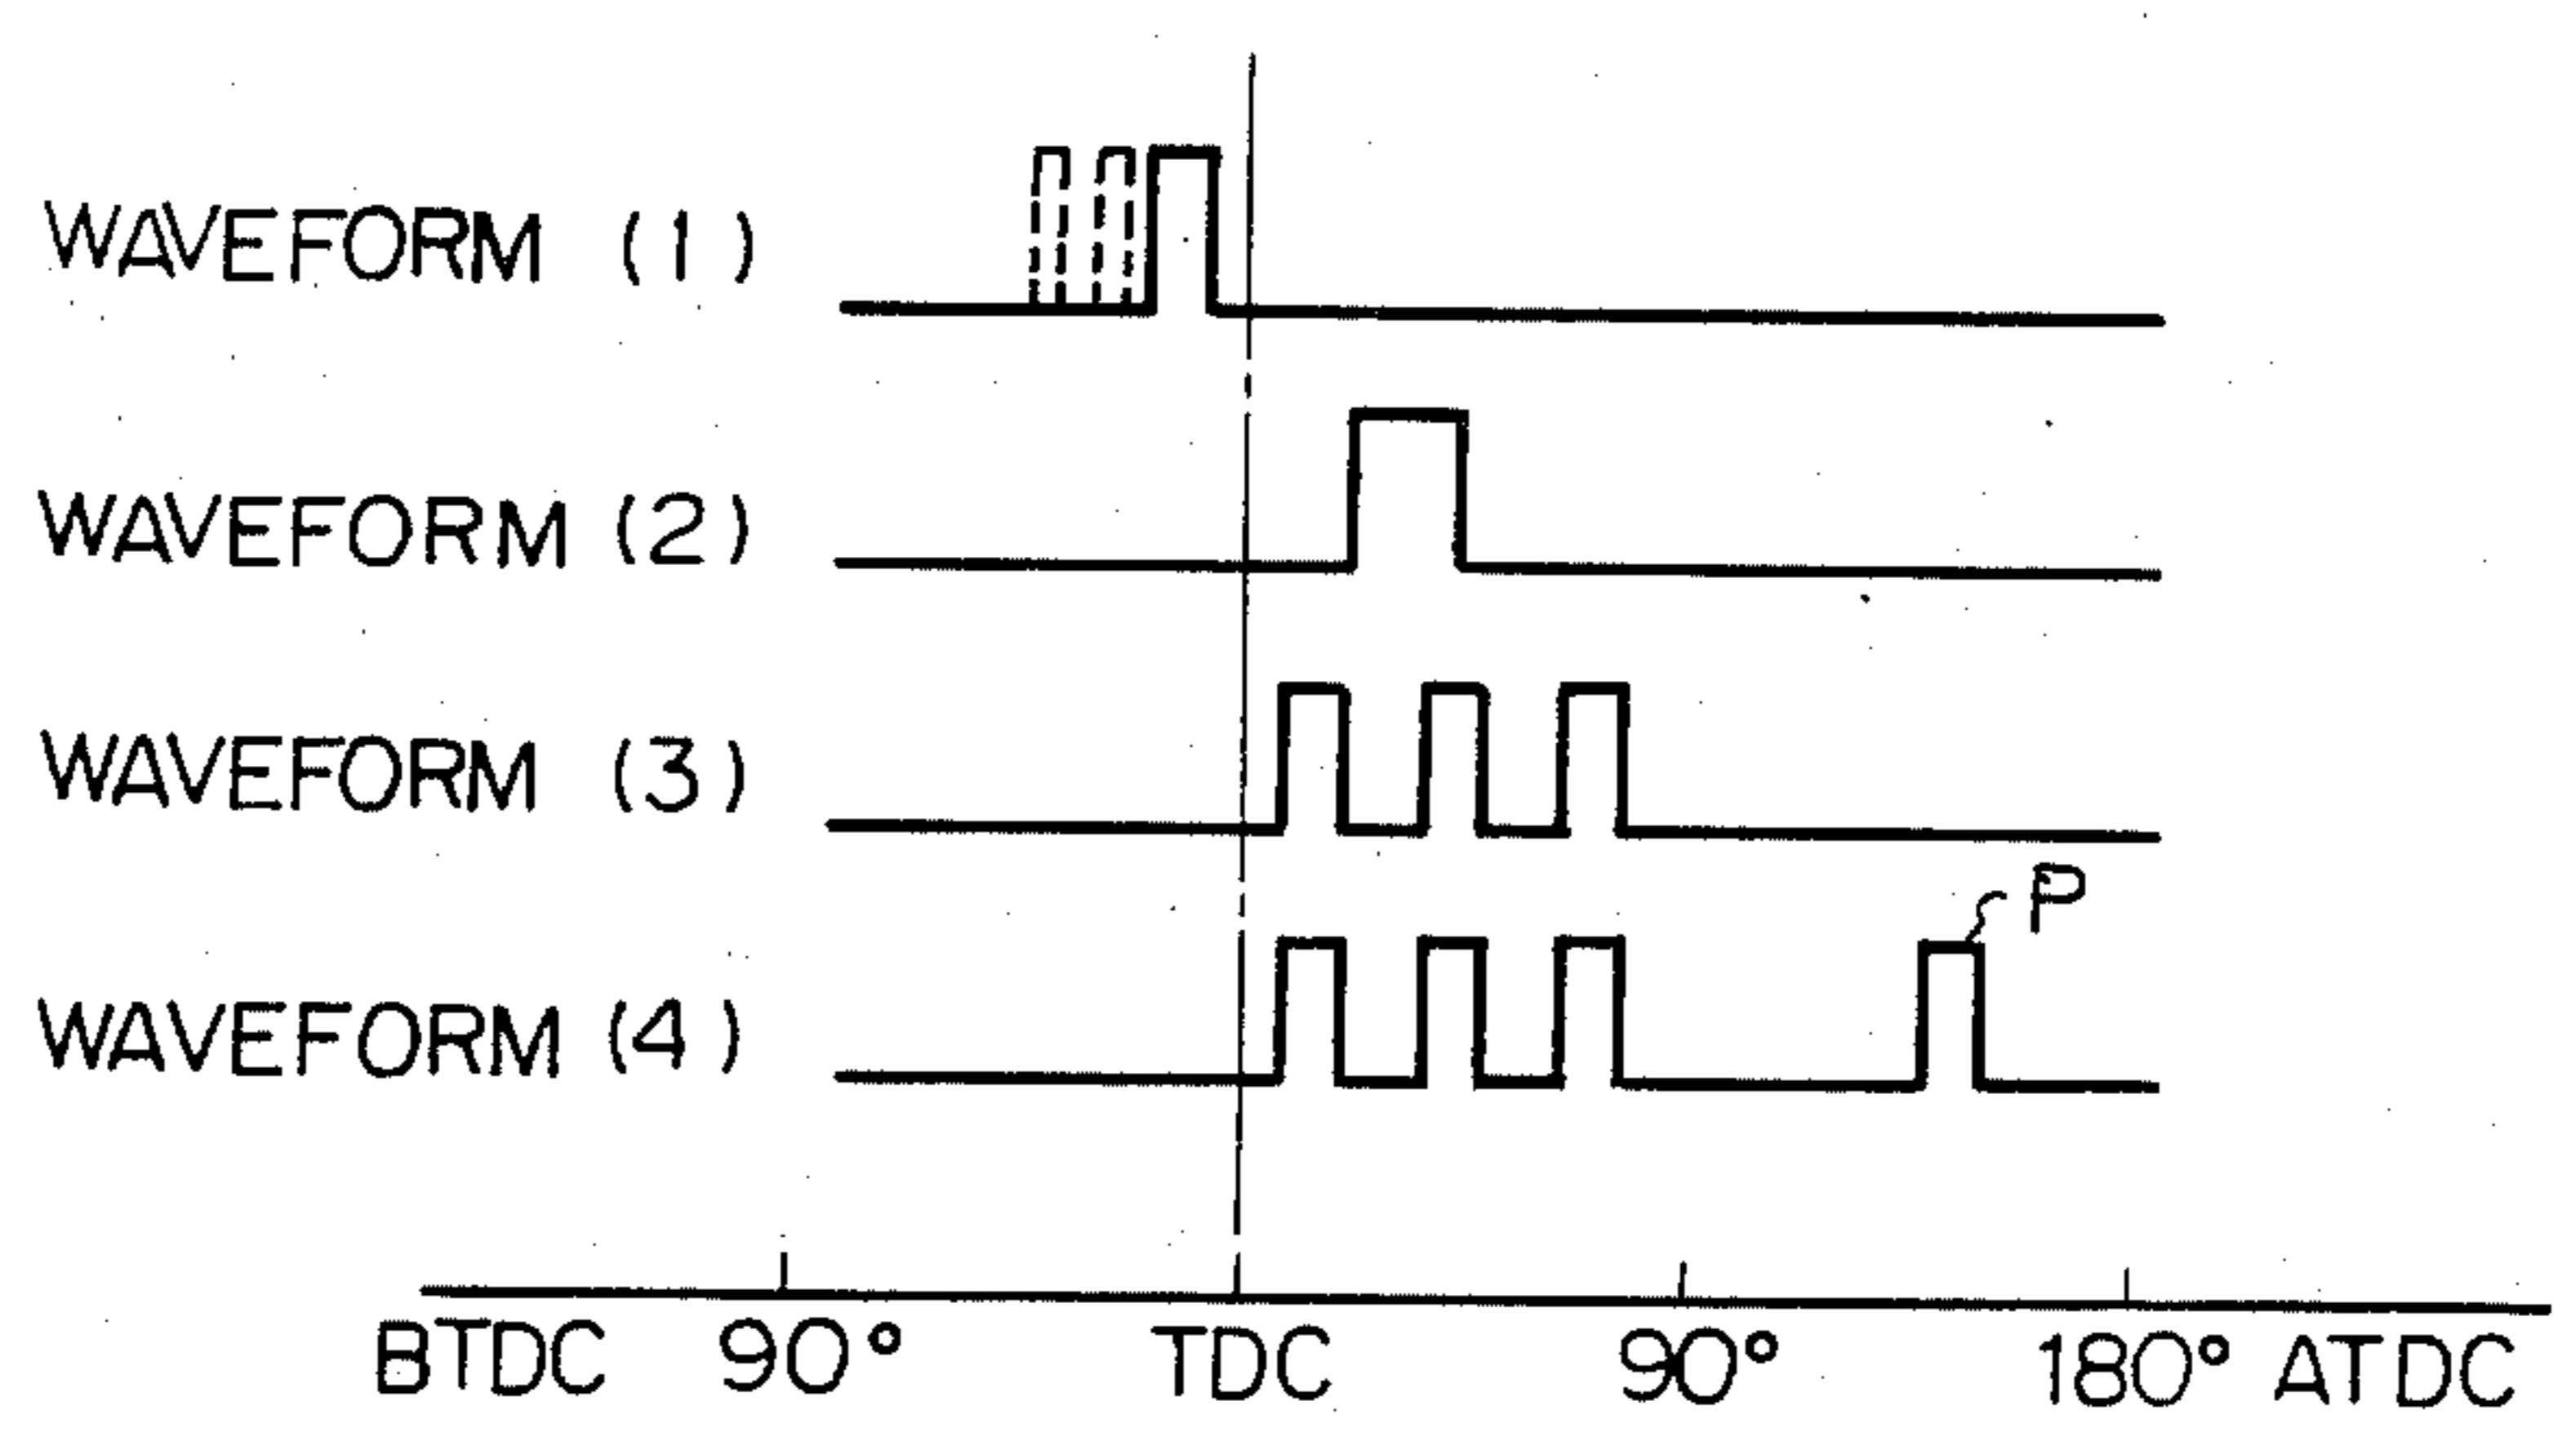 WAVEFORM (1)
WAVEFORM (2)
WAVEFORM (3)
P
WAVEFORM (4)
BTDC 90° TDC 90° 180° ATDC